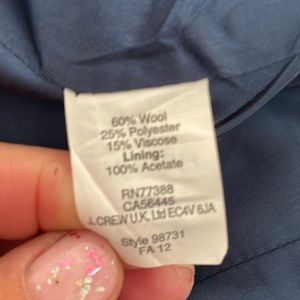 60% Wool
25% Polyester
15% Viscose
Lining:
100% Acetate
RN77388
CA56445
J. CREW U.K. Ltd EC4V 6JA
Style 98731
FA 12